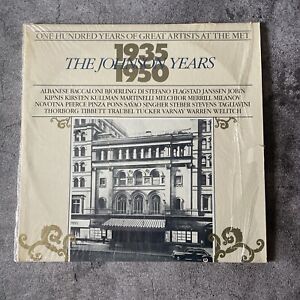 ONE HUNDRED YEARS OF GREAT ARTISTS AT THE MET
1935
THE JOHNSON YEARS
1950
ALBANESE BACCALONI BJOERLING DI STEFANO FLAGSTAD JANSSEN JOBIN
KIPNIS KIRSTEN KULLMAN MARTINELLI MELCHIOR MERRILL MILANOV
NOVOTNA PEERCE PINZA PONS SAYAO SINGHER STEBER STEVENS TAGLIAVINI
THORBORG TIBBETT TRAUBEL TUCKER VARNAY WARREN WELITCH